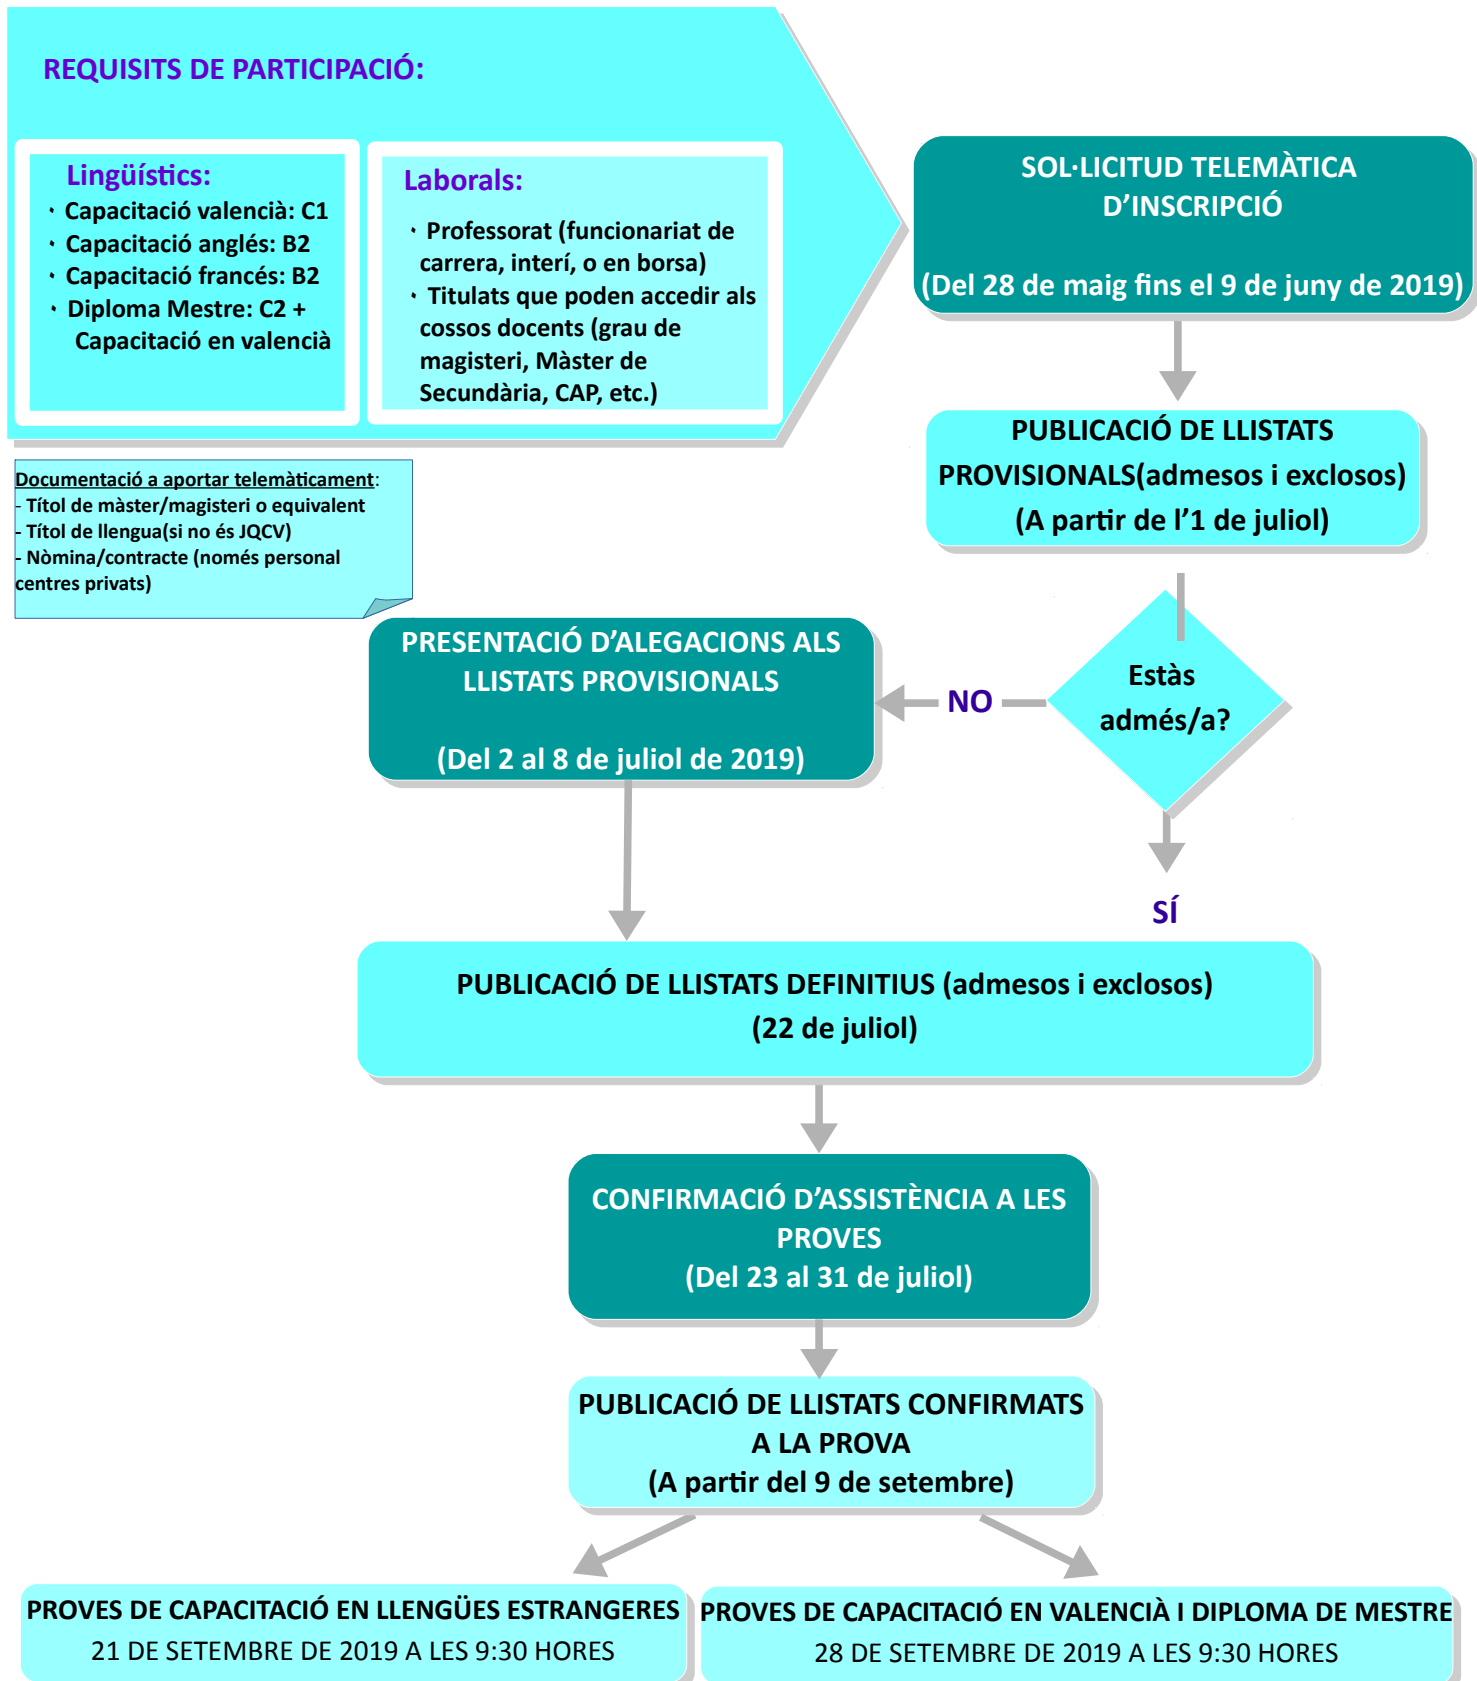 REQUISITS DE PARTICIPACIÓ:
Lingüístics:
· Capacitació valencià: C1
· Capacitació anglés: B2
· Capacitació francés: B2
· Diploma Mestre: C2 +
Capacitació en valencià
Laborals:
· Professorat (funcionariat de
carrera, interí, o en borsa)
· Titulats que poden accedir als
cossos docents (grau de
magisteri, Màster de
Secundària, CAP, etc.)
SOL·LICITUD TELEMÀTICA
D’INSCRIPCIÓ
(Del 28 de maig fins el 9 de juny de 2019)
PUBLICACIÓ DE LLISTATS
PROVISIONALS(admesos i exclosos)
(A partir de l’1 de juliol)
Documentació a aportar telemàticament:
- Títol de màster/magisteri o equivalent
- Títol de llengua(si no és JQCV)
- Nòmina/contracte (només personal
centres privats)
PRESENTACIÓ D’ALEGACIONS ALS
LLISTATS PROVISIONALS
(Del 2 al 8 de juliol de 2019)
NO
Estàs
admés/a?
SÍ
PUBLICACIÓ DE LLISTATS DEFINITIUS (admesos i exclosos)
(22 de juliol)
CONFIRMACIÓ D’ASSISTÈNCIA A LES
PROVES
(Del 23 al 31 de juliol)
PUBLICACIÓ DE LLISTATS CONFIRMATS
A LA PROVA
(A partir del 9 de setembre)
PROVES DE CAPACITACIÓ EN LLENGÜES ESTRANGERES
21 DE SETEMBRE DE 2019 A LES 9:30 HORES
PROVES DE CAPACITACIÓ EN VALENCIÀ I DIPLOMA DE MESTRE
28 DE SETEMBRE DE 2019 A LES 9:30 HORES